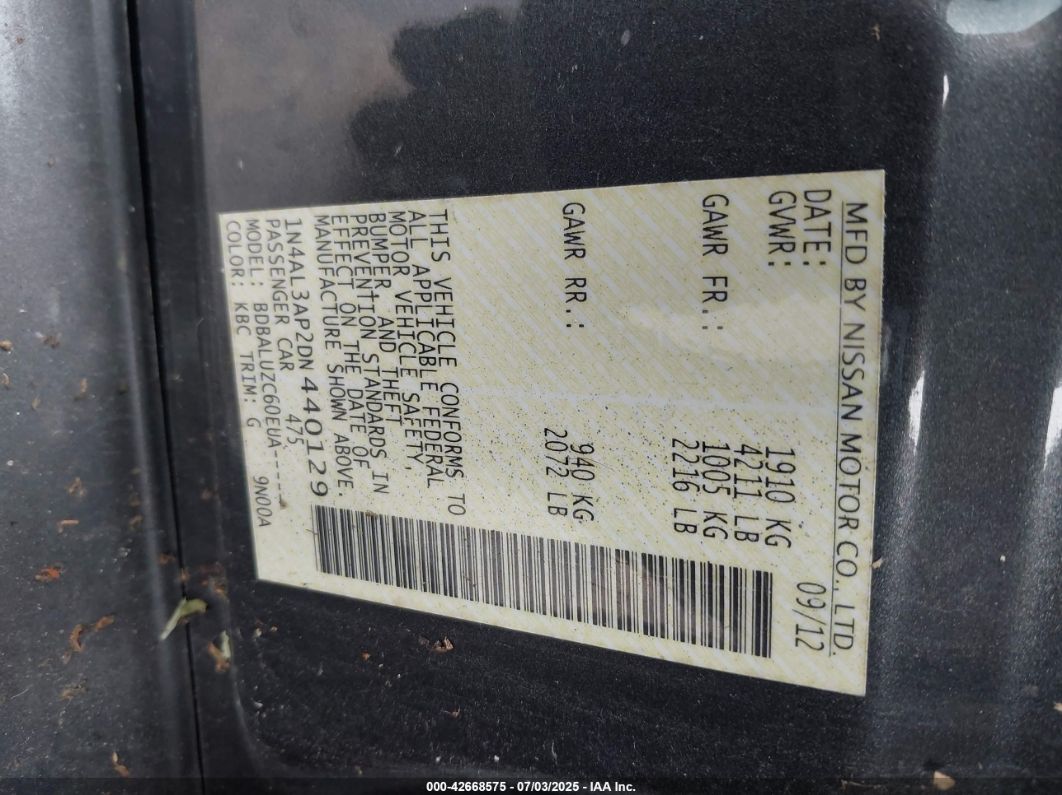 MFD BY NISSAN MOTOR CO., LTD.
DATE: 09/12
GVWR: 1910 KG
4211 LB
GAWR FR.: 1005 KG
2216 LB
GAWR RR.: 940 KG
2072 LB
THIS VEHICLE CONFORMS TO
ALL APPLICABLE FEDERAL
MOTOR VEHICLE SAFETY,
BUMPER, AND THEFT
PREVENTION STANDARDS IN
EFFECT ON THE DATE OF
MANUFACTURE SHOWN ABOVE.
1N4AL3AP2DN440129
PASSENGER CAR 475
MODEL: BDBALUZC60EUA-----
COLOR: KBC TRIM: G 9N00A
000-42668575 - 07/03/2025 - IAA Inc.